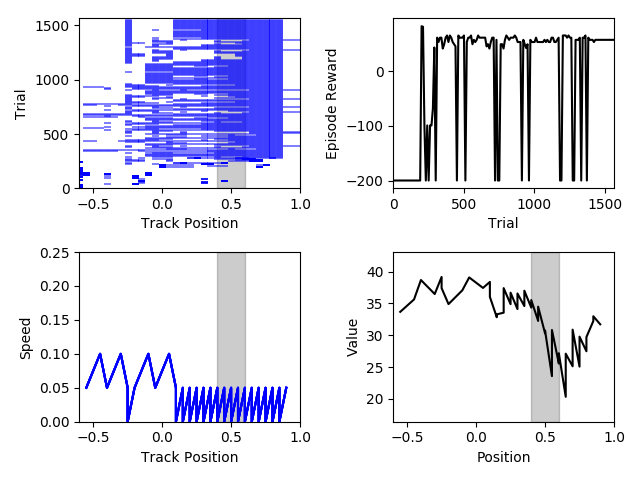 1500
1000
500
0
Trial
−0.5 0.0 0.5 1.0
Track Position
0
−100
−200
Episode Reward
0 500 1000 1500
Trial
0.25
0.20
0.15
0.10
0.05
0.00
Speed
−0.5 0.0 0.5 1.0
Track Position
40
35
30
25
20
Value
−0.5 0.0 0.5 1.0
Position